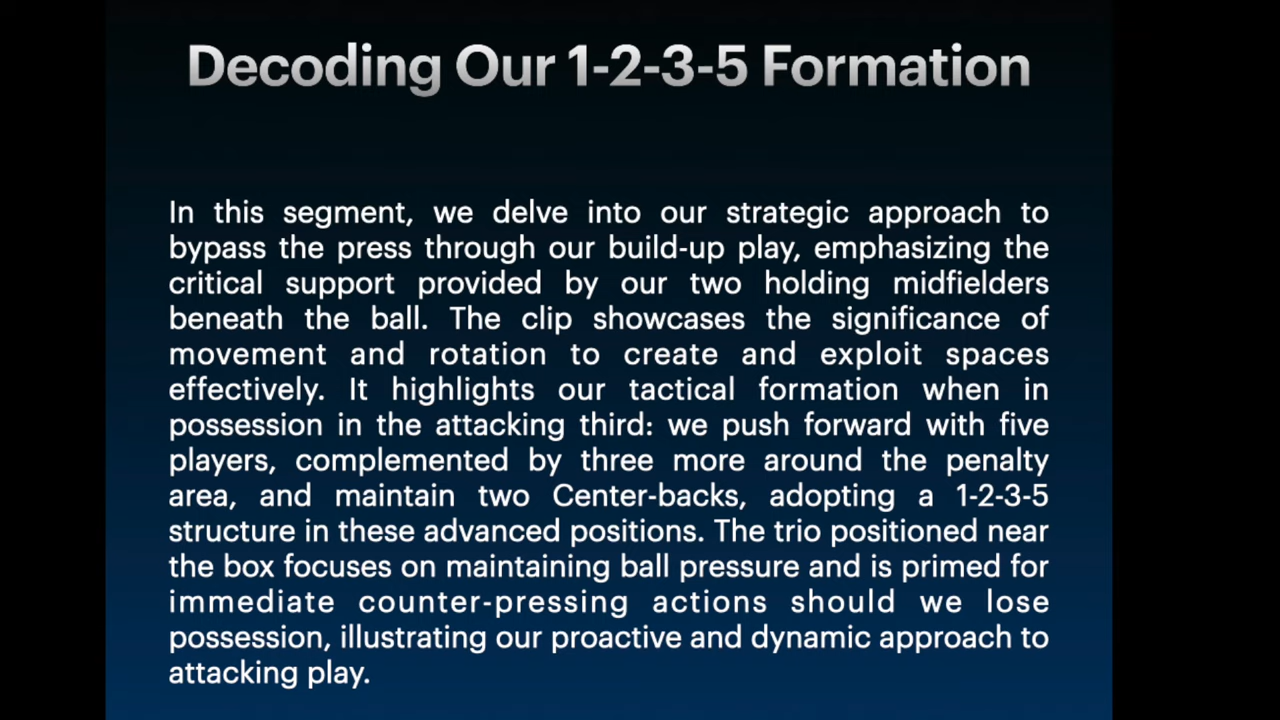 Decoding Our 1-2-3-5 Formation
In this segment, we delve into our strategic approach to
bypass the press through our build-up play, emphasizing the
critical support provided by our two holding midfielders
beneath the ball. The clip showcases the significance of
movement and rotation to create and exploit spaces
effectively. It highlights our tactical formation when in
possession in the attacking third: we push forward with five
players, complemented by three more around the penalty
area, and maintain two Center-backs, adopting a 1-2-3-5
structure in these advanced positions. The trio positioned near
the box focuses on maintaining ball pressure and is primed for
immediate counter-pressing actions should we lose
possession, illustrating our proactive and dynamic approach to
attacking play.